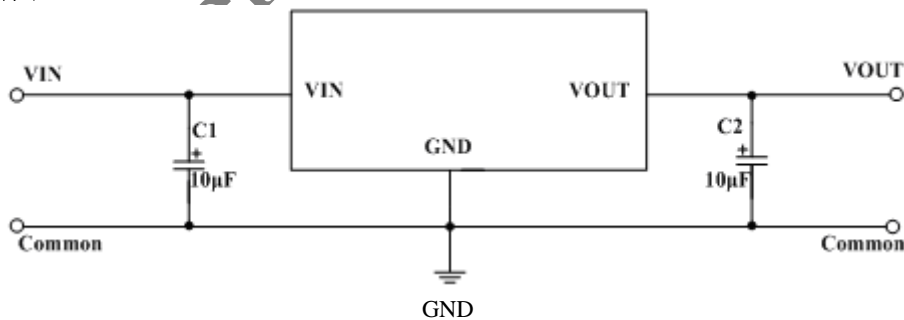 VIN
VOUT
VIN
VOUT
C1
+
10μF
GND
C2
+
10μF
Common
Common
GND